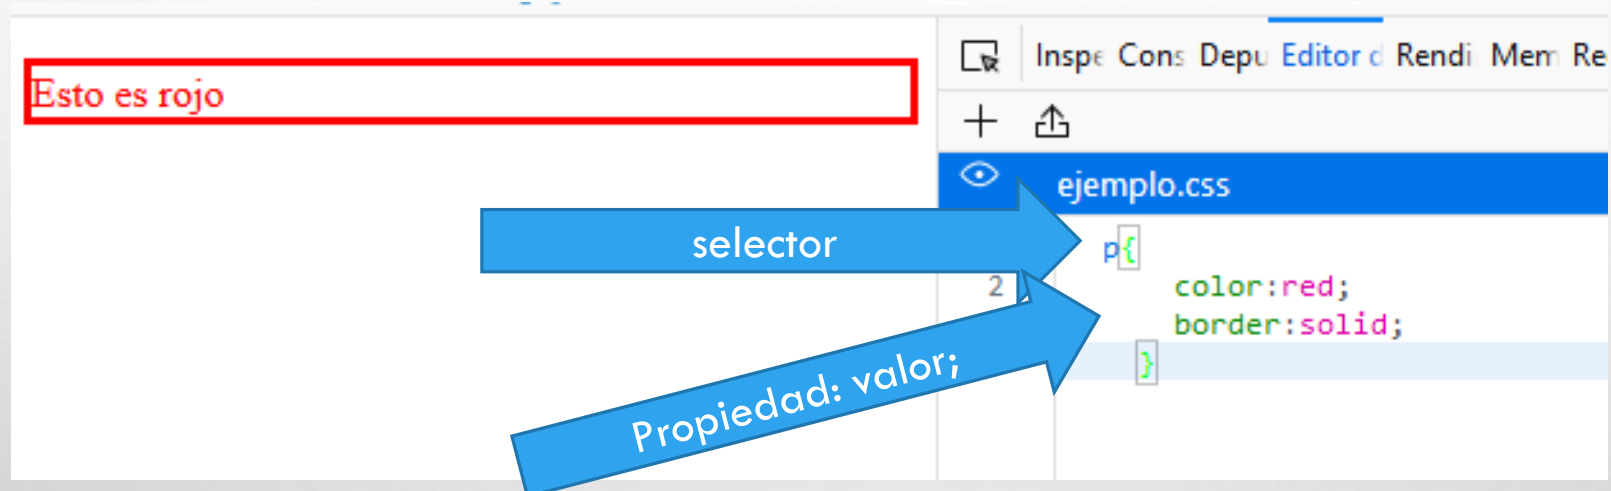 Inspe Cons Depu Editor d Rendi Mem Re
Esto es rojo
ejemplo.css
selector
p{
2
color:red;
border:solid;
}
Propiedad: valor;